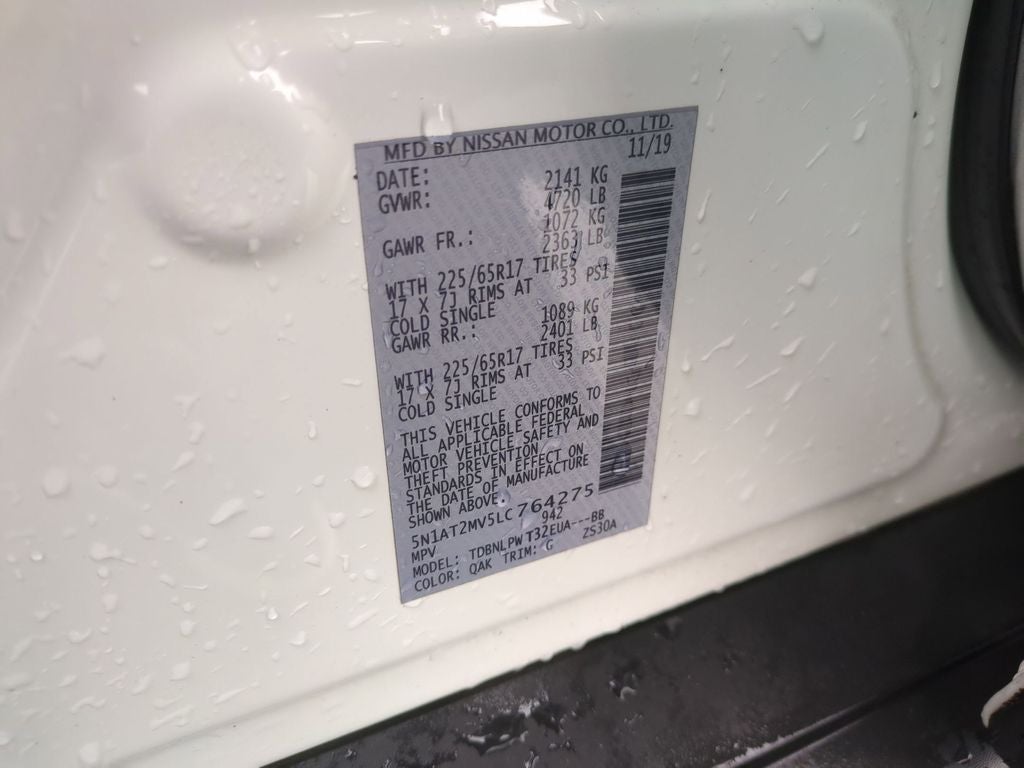 MFD BY NISSAN MOTOR CO., LTD.
DATE: 11/19
GVWR: 2141 KG
4720 LB
GAWR FR.: 1072 KG
2363 LB
WITH 225/65R17 TIRES
17 X 7J RIMS AT 33 PSI
COLD SINGLE
GAWR RR.: 1089 KG
2401 LB
WITH 225/65R17 TIRES
17 X 7J RIMS AT 33 PSI
COLD SINGLE
THIS VEHICLE CONFORMS TO
ALL APPLICABLE FEDERAL
MOTOR VEHICLE SAFETY AND
THEFT PREVENTION
STANDARDS IN EFFECT ON
THE DATE OF MANUFACTURE
SHOWN ABOVE.
5N1AT2MV5LC764275
MPV 942
MODEL: TDBNLPWT32EUA---BB
COLOR: QAK TRIM: G ZS30A